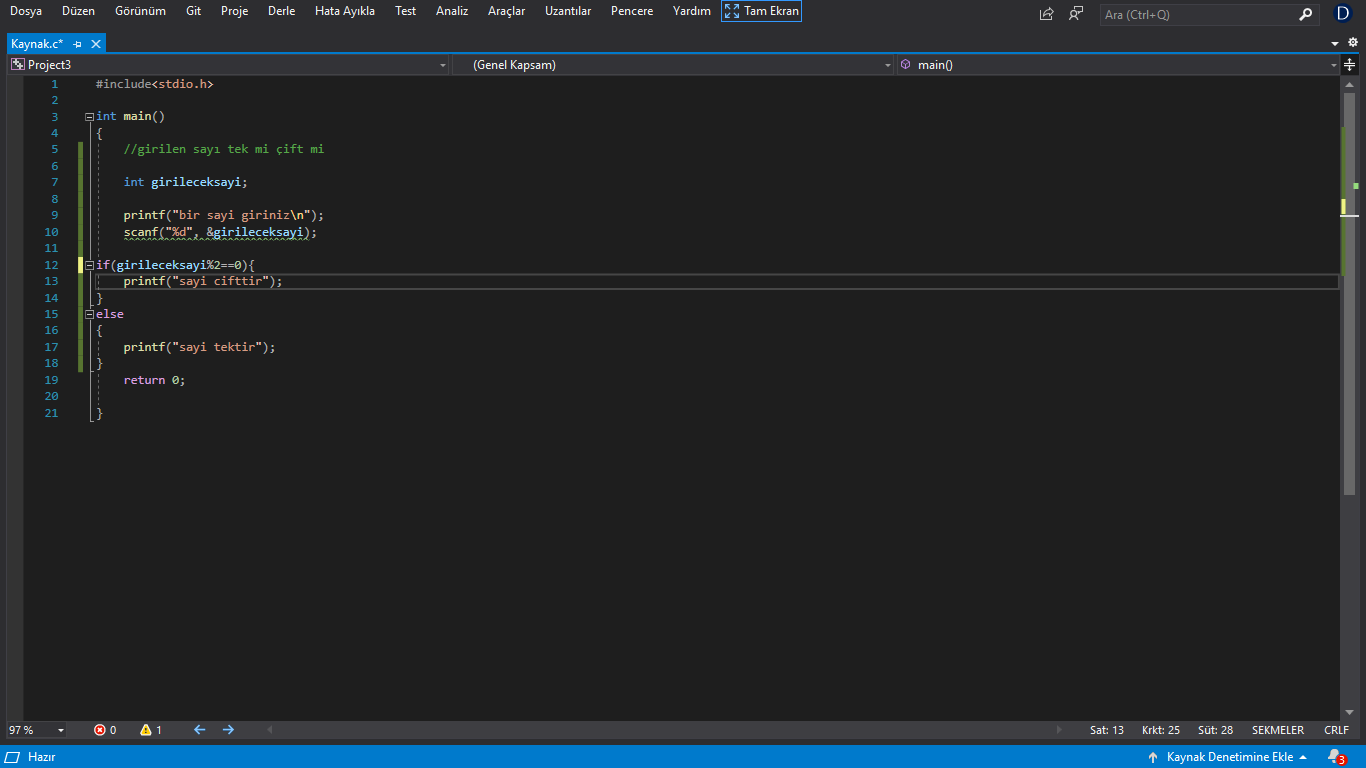 Dosya Düzen Görünüm Git Proje Derle Hata Ayıkla Test Analiz Araçlar Uzantılar Pencere Yardım Tam Ekran Ara (Ctrl+Q) D
Kaynak.c*
Project3 (Genel Kapsam) main()
1 #include<stdio.h>
2
3 int main()
4 {
5 //girilen sayı tek mi çift mi
6
7 int girileceksayi;
8
9 printf("bir sayi giriniz\n");
10 scanf("%d", &girileceksayi);
11
12 if(girileceksayi%2==0){
13 printf("sayi cifttir");
14 }
15 else
16 {
17 printf("sayi tektir");
18 }
19 return 0;
20
21 }
97 % 0 1 Sat: 13 Krkt: 25 Süt: 28 SEKMELER CRLF
Hazır Kaynak Denetimine Ekle 3